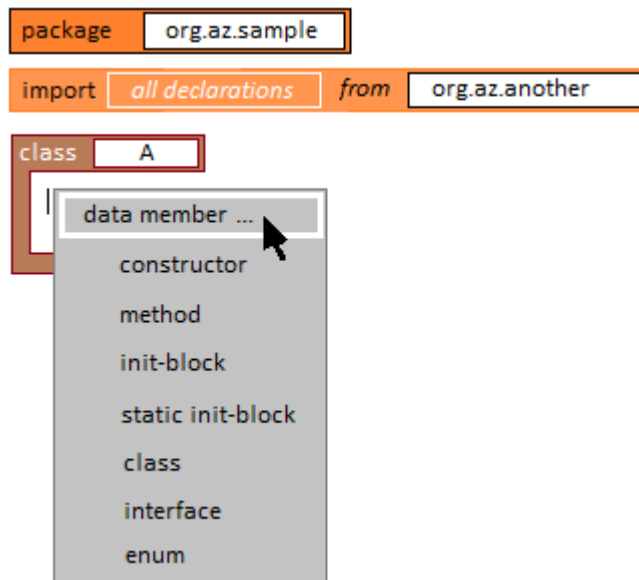 package org.az.sample
import all declarations from org.az.another
class A
data member ...
constructor
method
init-block
static init-block
class
interface
enum